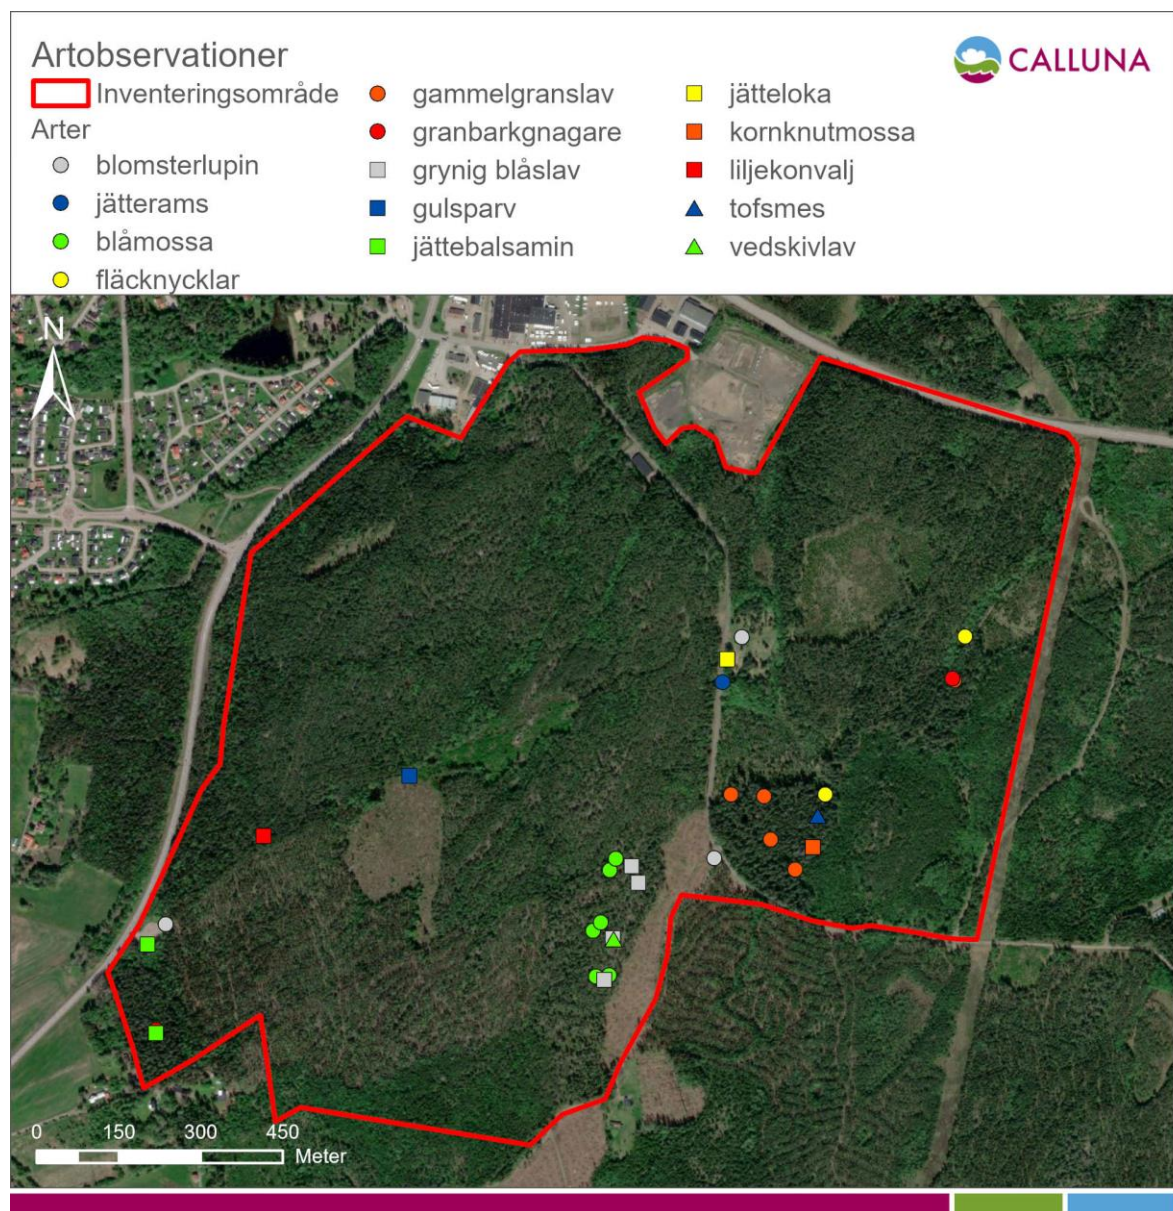 Artobservationer
CALLUNA
Inventeringsområde
Arter
blomsterlupin
jätterams
blåmossa
fläcknycklar
gammelgranslav
granbarkgnagare
grynig blåslav
gulsparv
jättebalsamin
jätteloka
kornknutmossa
liljekonvalj
tofsmes
vedskivlav
N
0 150 300 450
Meter